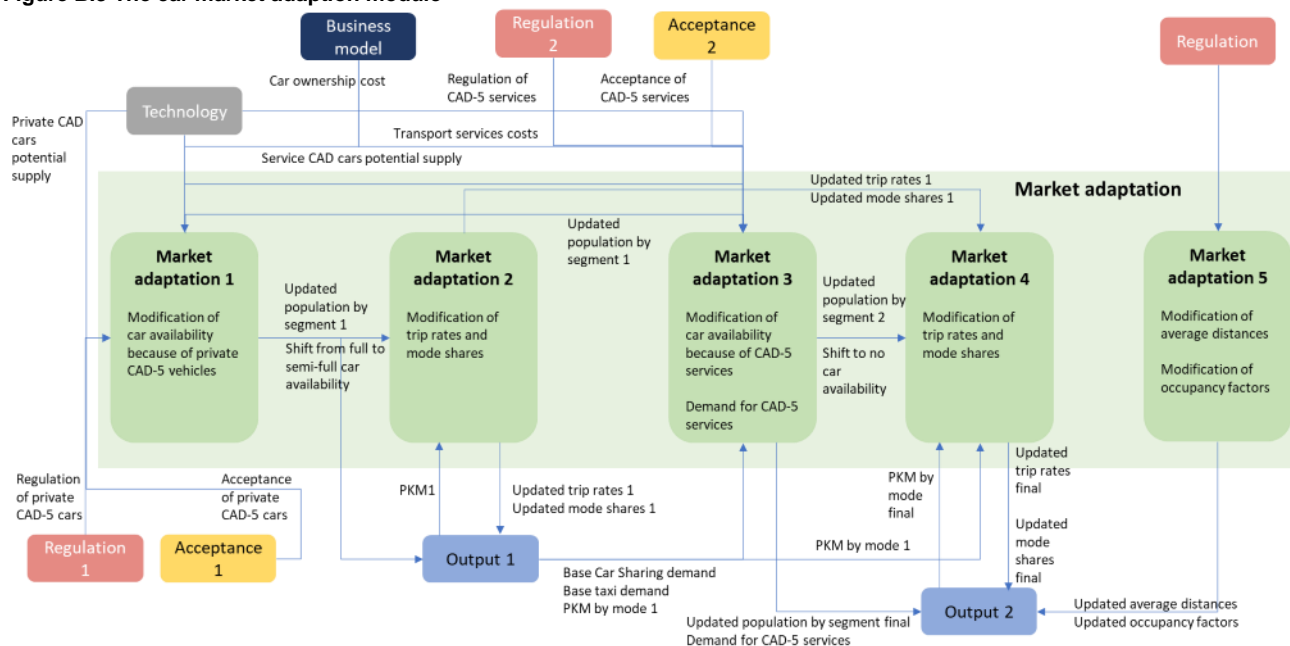 Figure B.3 The car market adaption module
Business
model
Regulation
2
Acceptance
2
Regulation
Car ownership cost
Regulation of
CAD-5 services
Acceptance of
CAD-5 services
Technology
Private CAD
cars
potential
supply
Transport services costs
Service CAD cars potential supply
Updated trip rates 1
Updated mode shares 1
Market adaptation
Updated
population by
segment 1
Market
adaptation 1
Modification of
car availability
because of private
CAD-5 vehicles
Updated
population by
segment 1
Shift from full to
semi-full car
availability
Market
adaptation 2
Modification of
trip rates and
mode shares
Market
adaptation 3
Modification of
car availability
because of CAD-5
services
Demand for CAD-5
services
Updated
population by
segment 2
Shift to no
car
availability
Market
adaptation 4
Modification of
trip rates and
mode shares
Market
adaptation 5
Modification of
average distances
Modification of
occupancy factors
Regulation
of private
CAD-5 cars
Acceptance
of private
CAD-5 cars
PKM1
Updated trip rates 1
Updated mode shares 1
PKM by
mode
final
Updated
trip rates
final
Regulation
1
Acceptance
1
Output 1
PKM by mode 1
Updated
mode
shares
final
Base Car Sharing demand
Base taxi demand
PKM by mode 1
Output 2
Updated population by segment final
Demand for CAD-5 services
Updated average distances
Updated occupancy factors